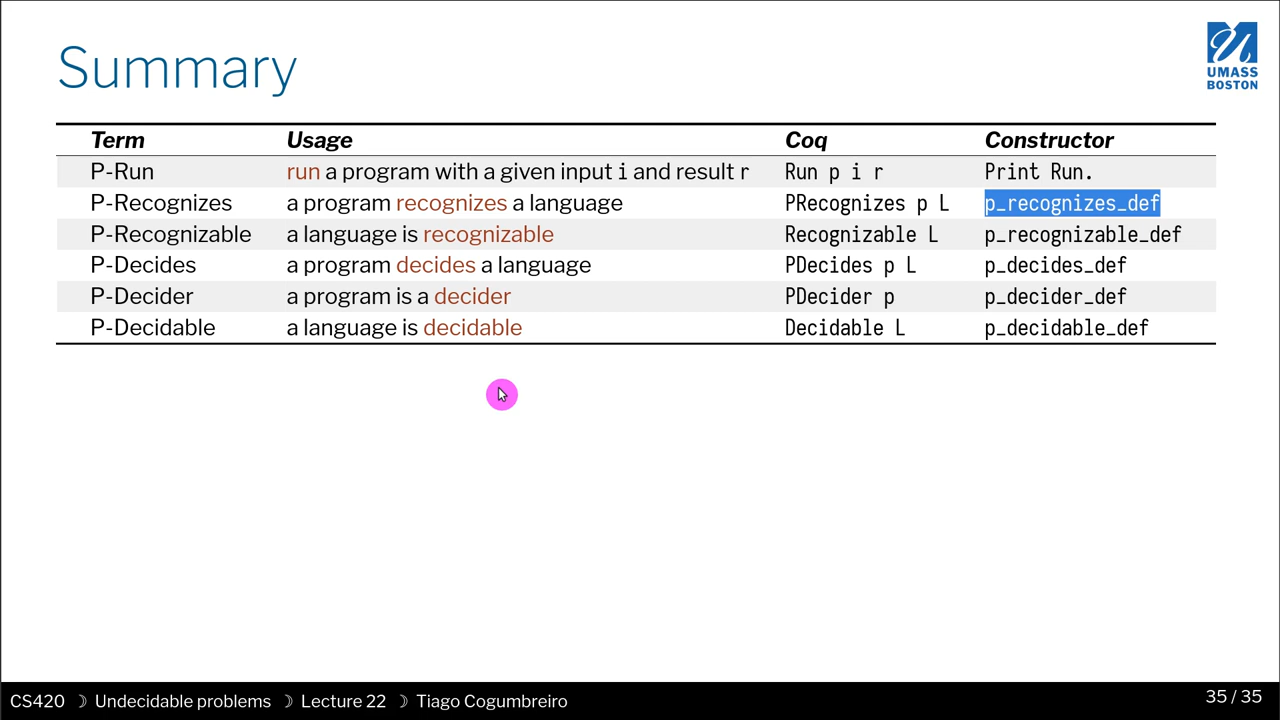 Summary
UMASS
BOSTON
Term Usage Coq Constructor
P-Run run a program with a given input i and result r Run p i r Print Run.
P-Recognizes a program recognizes a language PRecognizes p L p_recognizes_def
P-Recognizable a language is recognizable Recognizable L p_recognizable_def
P-Decides a program decides a language PDecides p L p_decides_def
P-Decider a program is a decider PDecider p p_decider_def
P-Decidable a language is decidable Decidable L p_decidable_def
CS420 ☽ Undecidable problems ☽ Lecture 22 ☽ Tiago Cogumbreiro 35 / 35